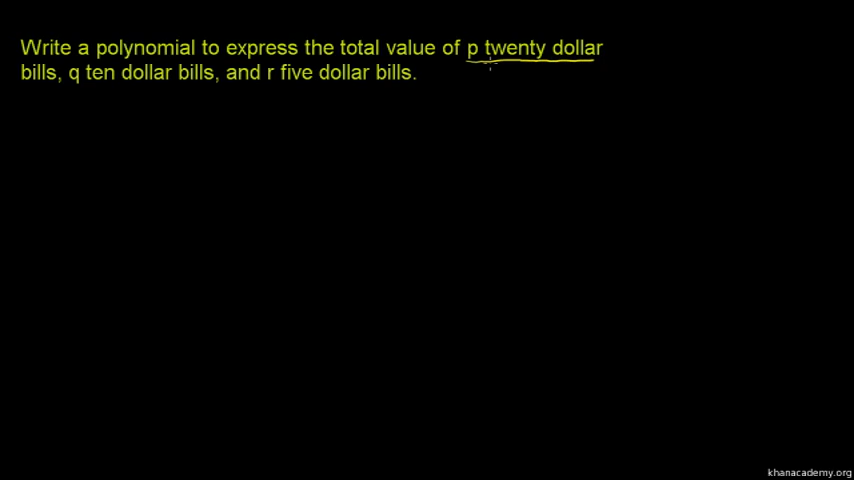 Write a polynomial to express the total value of p twenty dollar
bills, q ten dollar bills, and r five dollar bills.
khanacademy.org